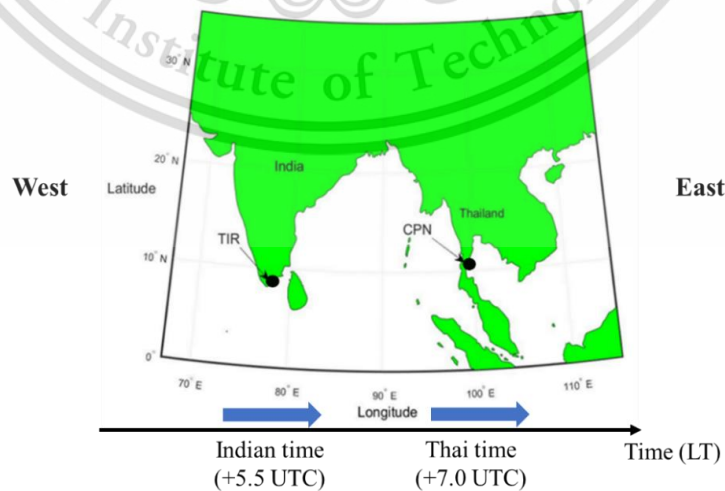 Institute of Technolo
30° N
20° N
India
West
Latitude
East
Thailand
TIR
CPN
10° N
0°
70° E
80° E
90° E
100° E
110° E
Longitude
Indian time
(+5.5 UTC)
Thai time
(+7.0 UTC)
Time (LT)